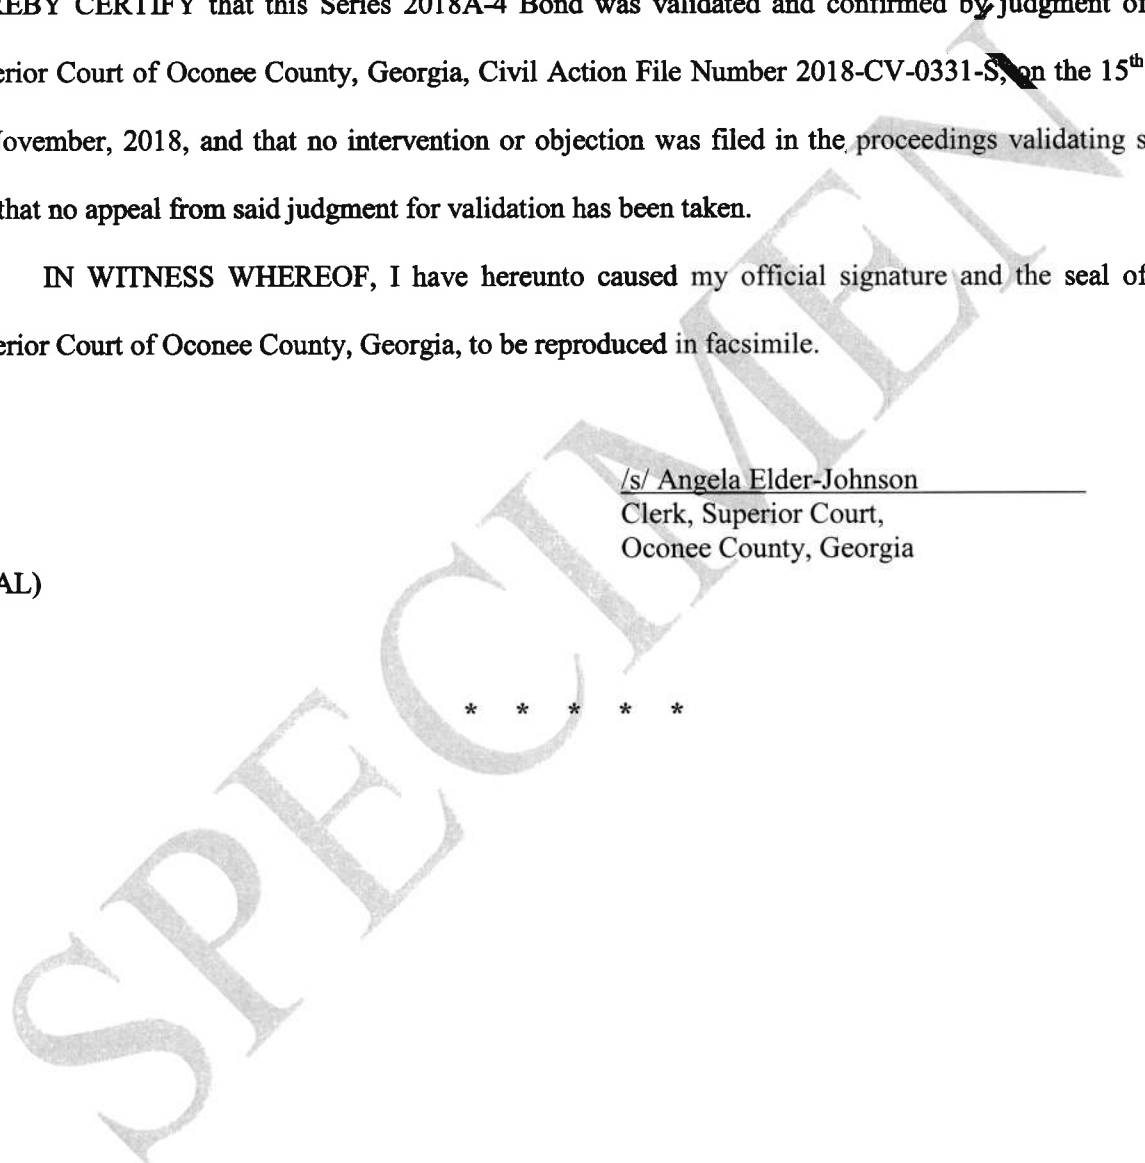 REBY CERTIFY that this Series 2018A-4 Bond was validated and confirmed by judgment of
erior Court of Oconee County, Georgia, Civil Action File Number 2018-CV-0331-S, on the 15th
November, 2018, and that no intervention or objection was filed in the proceedings validating s
that no appeal from said judgment for validation has been taken.
IN WITNESS WHEREOF, I have hereunto caused my official signature and the seal of
erior Court of Oconee County, Georgia, to be reproduced in facsimile.
/s/ Angela Elder-Johnson
Clerk, Superior Court,
Oconee County, Georgia
AL)
* * * * *
SPECIMEN